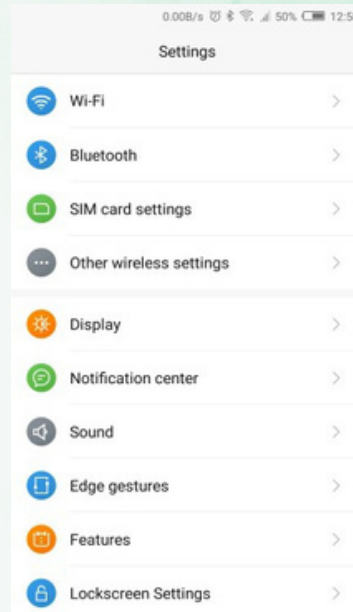 0.00B/s 50% 12:5
Settings
Wi-Fi
Bluetooth
SIM card settings
Other wireless settings
Display
Notification center
Sound
Edge gestures
Features
Lockscreen Settings